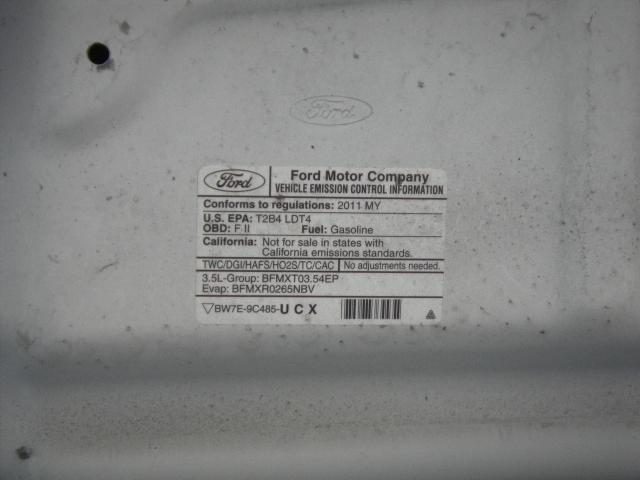 Ford
Ford
Ford Motor Company
VEHICLE EMISSION CONTROL INFORMATION
Conforms to regulations: 2011 MY
U.S. EPA: T2B4 LDT4
OBD: F II Fuel: Gasoline
California: Not for sale in states with
California emissions standards.
TWC/DGI/HAFS/HO2S/TC/CAC No adjustments needed.
3.5L-Group: BFMXT03.54EP
Evap: BFMXR0265NBV
BW7E-9C485-UCX